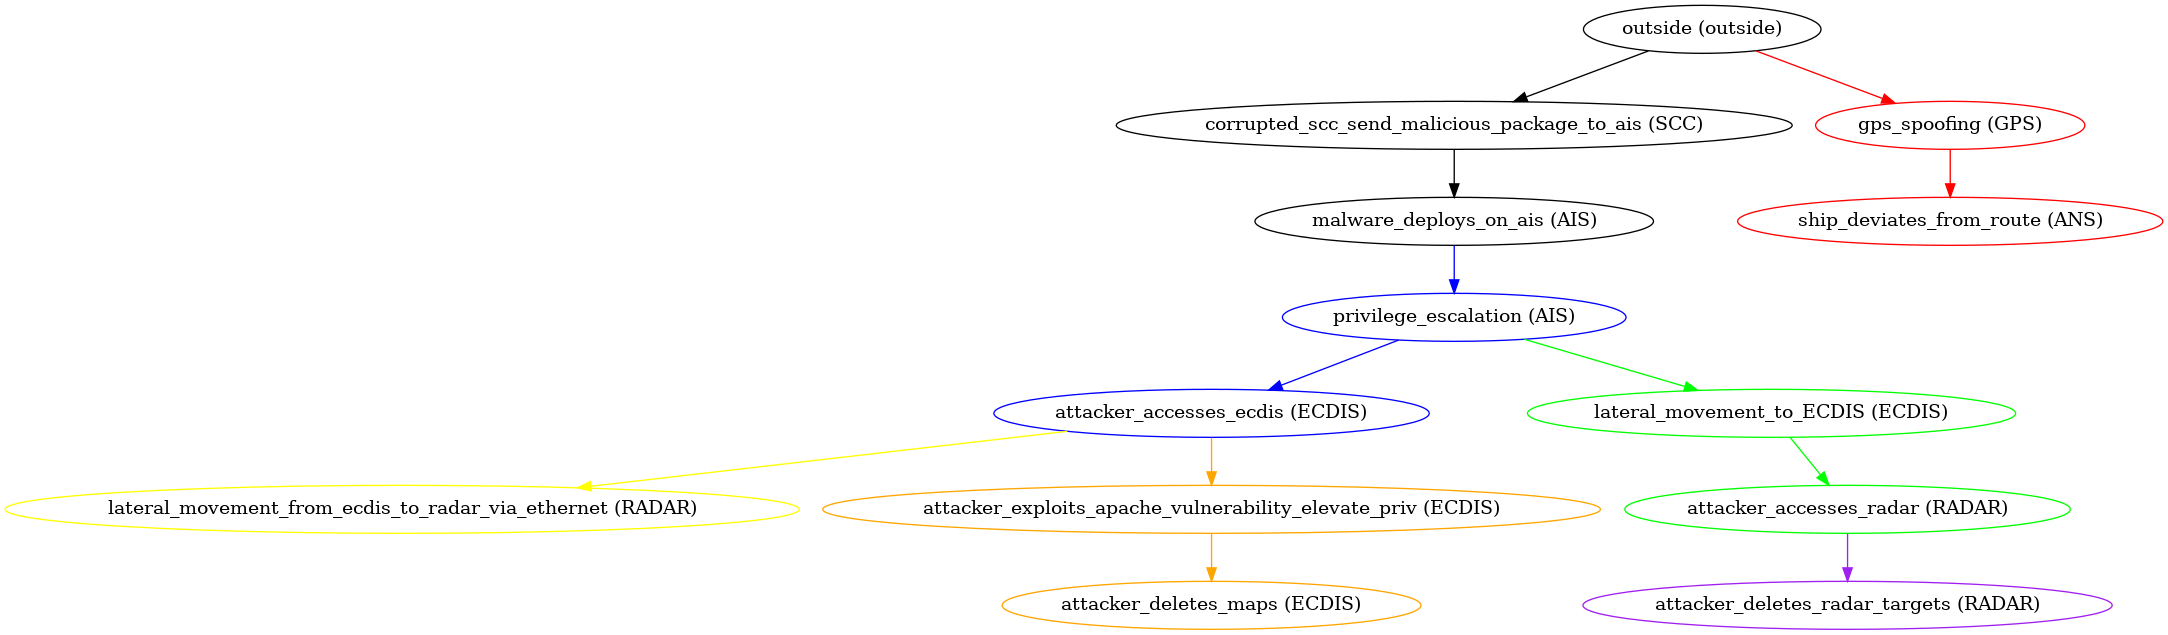 outside (outside)
corrupted_scc_send_malicious_package_to_ais (SCC)
gps_spoofing (GPS)
malware_deploys_on_ais (AIS)
ship_deviates_from_route (ANS)
privilege_escalation (AIS)
attacker_accesses_ecdis (ECDIS)
lateral_movement_to_ECDIS (ECDIS)
lateral_movement_from_ecdis_to_radar_via_ethernet (RADAR)
attacker_exploits_apache_vulnerability_elevate_priv (ECDIS)
attacker_accesses_radar (RADAR)
attacker_deletes_maps (ECDIS)
attacker_deletes_radar_targets (RADAR)